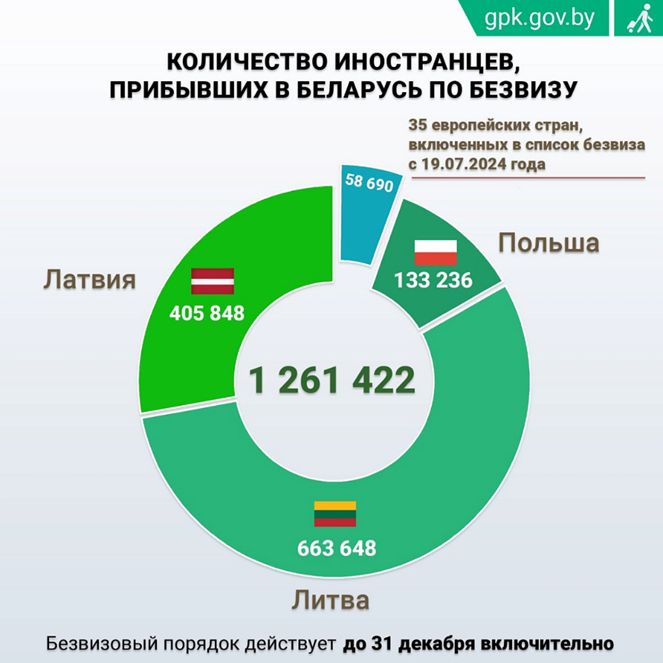 gpk.gov.by
КОЛИЧЕСТВО ИНОСТРАНЦЕВ,
ПРИБЫВШИХ В БЕЛАРУСЬ ПО БЕЗВИЗУ
35 европейских стран,
включенных в список безвиза
с 19.07.2024 года
58 690
Польша
133 236
Латвия
405 848
1 261 422
663 648
Литва
Безвизовый порядок действует до 31 декабря включительно